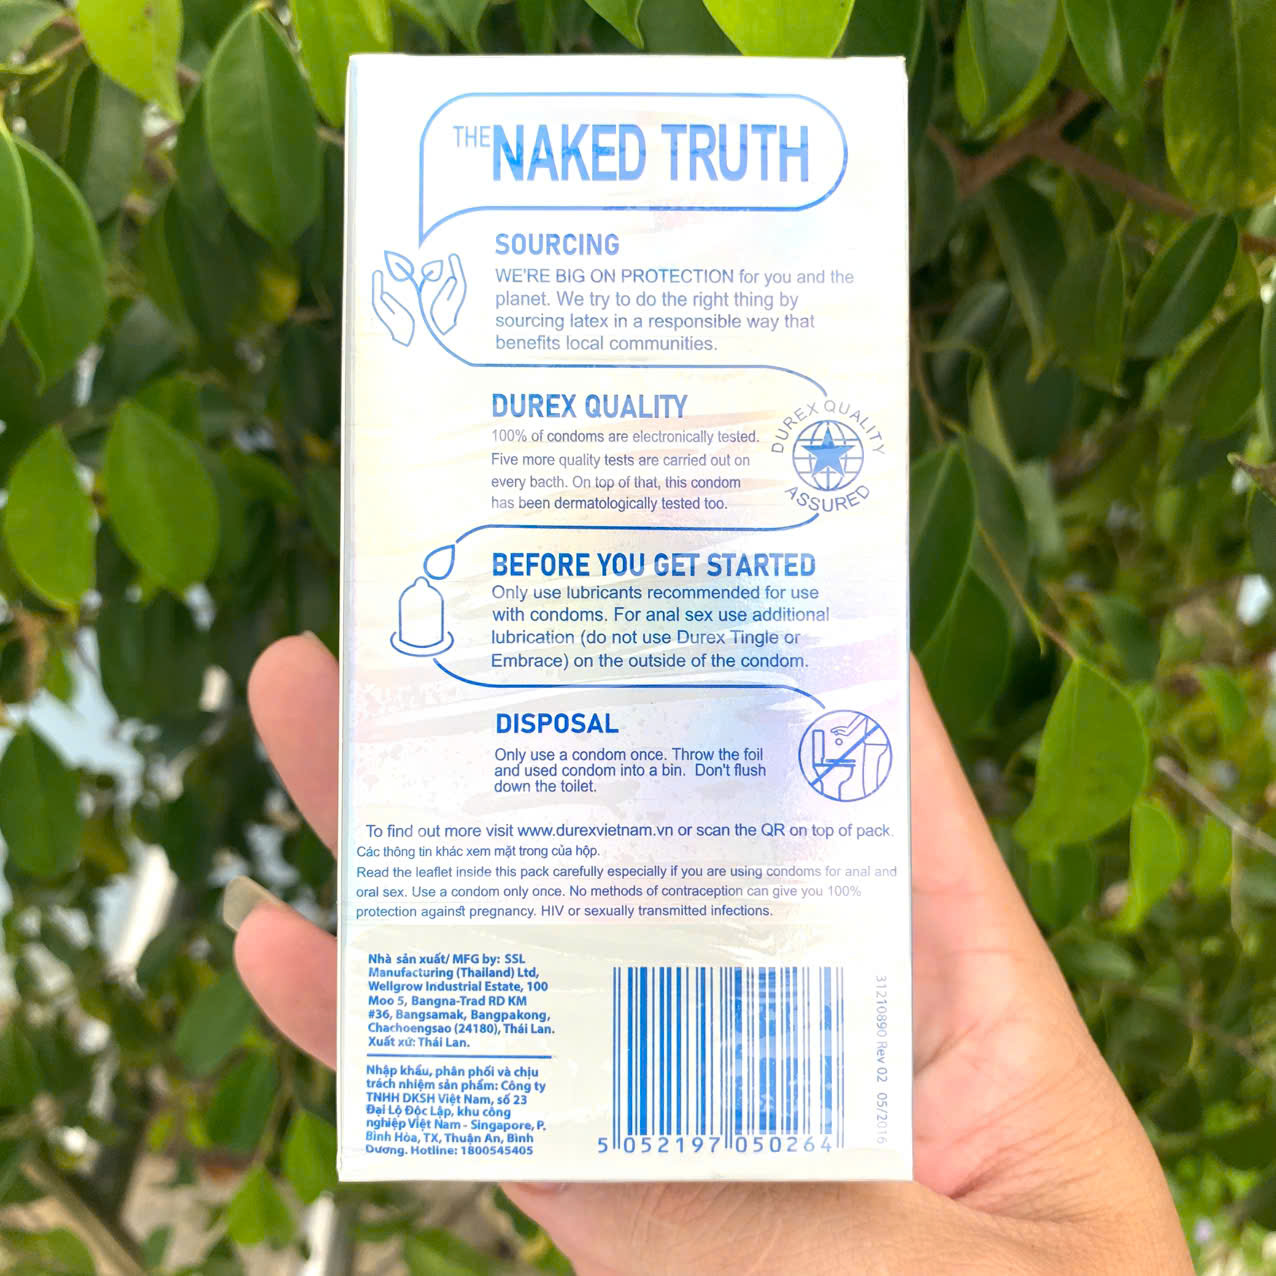 THE NAKED TRUTH
SOURCING
WE'RE BIG ON PROTECTION for you and the
planet. We try to do the right thing by
sourcing latex in a responsible way that
benefits local communities.
DUREX QUALITY
100% of condoms are electronically tested.
Five more quality tests are carried out on
every bacth. On top of that, this condom
has been dermatologically tested too.
DUREX QUALITY
ASSURED
BEFORE YOU GET STARTED
Only use lubricants recommended for use
with condoms. For anal sex use additional
lubrication (do not use Durex Tingle or
Embrace) on the outside of the condom.
DISPOSAL
Only use a condom once. Throw the foil
and used condom into a bin. Don't flush
down the toilet.
To find out more visit www.durexvietnam.vn or scan the QR on top of pack.
Các thông tin khác xem mặt trong của hộp.
Read the leaflet inside this pack carefully especially if you are using condoms for anal and
oral sex. Use a condom only once. No methods of contraception can give you 100%
protection against pregnancy. HIV or sexually transmitted infections.
Nhà sản xuất/ MFG by: SSL
Manufacturing (Thailand) Ltd,
Wellgrow Industrial Estate, 100
Moo 5, Bangna-Trad RD KM
#36, Bangsamak, Bangpakong,
Chachoengsao (24180), Thái Lan.
Xuất xứ: Thái Lan.
Nhập khẩu, phân phối và chịu
trách nhiệm sản phẩm: Công ty
TNHH DKSH Việt Nam, số 23
Đại Lộ Độc Lập, khu công
nghiệp Việt Nam - Singapore, P.
Bình Hòa, TX, Thuận An, Bình
Dương. Hotline: 1800545405
5 052197 050264
31210890 Rev 02 05/2016